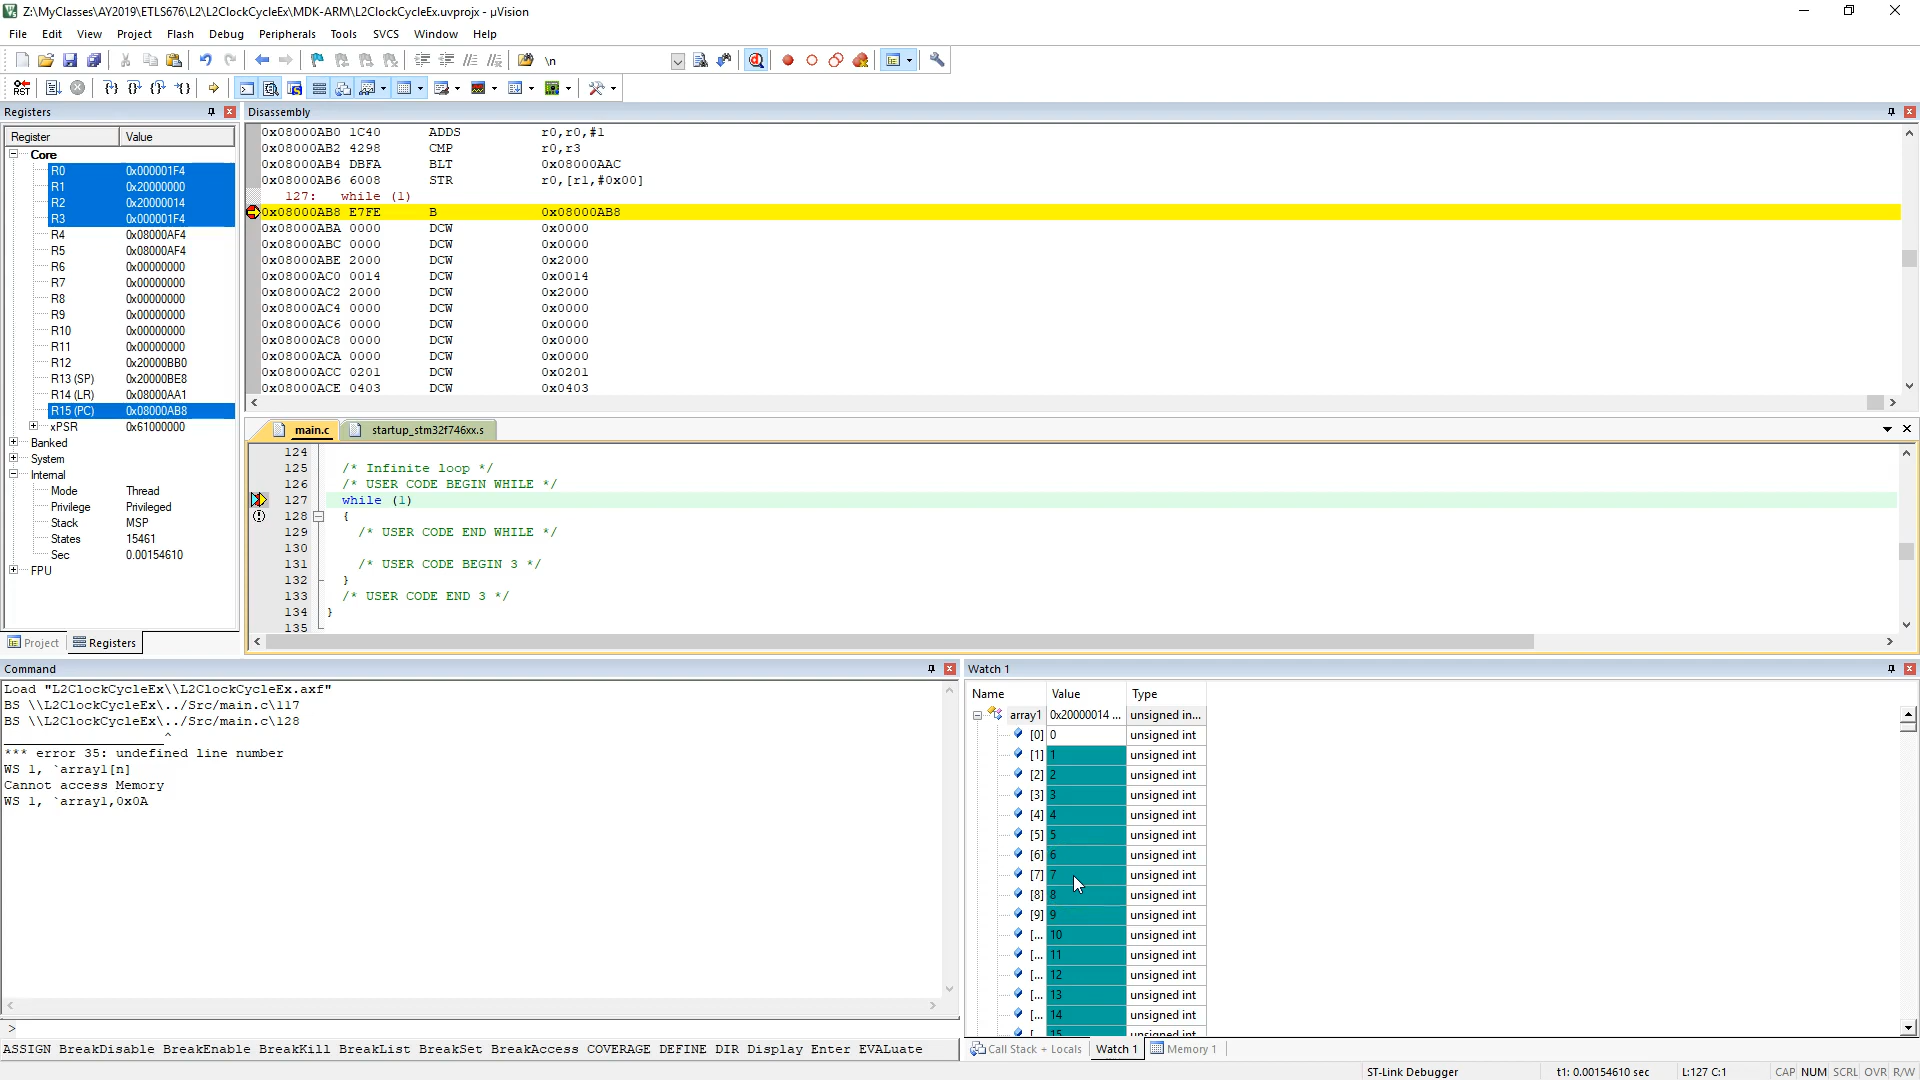 Z:\MyClasses\AY2019\ETLS676\L2\L2ClockCycleEx\MDK-ARM\L2ClockCycleEx.uvprojx - µVision
File Edit View Project Flash Debug Peripherals Tools SVCS Window Help
\n
RST
Registers
Register Value
Core
R0 0x000001F4
R1 0x20000000
R2 0x20000014
R3 0x000001F4
R4 0x08000AF4
R5 0x08000AF4
R6 0x00000000
R7 0x00000000
R8 0x00000000
R9 0x00000000
R10 0x00000000
R11 0x00000000
R12 0x20000BB0
R13 (SP) 0x20000BE8
R14 (LR) 0x08000AA1
R15 (PC) 0x08000AB8
xPSR 0x61000000
Banked
System
Internal
Mode Thread
Privilege Privileged
Stack MSP
States 15461
Sec 0.00154610
FPU
Project Registers
Disassembly
0x08000AB0 1C40 ADDS r0,r0,#1
0x08000AB2 4298 CMP r0,r3
0x08000AB4 DBFA BLT 0x08000AAC
0x08000AB6 6008 STR r0,[r1,#0x00]
127: while (1)
0x08000AB8 E7FE B 0x08000AB8
0x08000ABA 0000 DCW 0x0000
0x08000ABC 0000 DCW 0x0000
0x08000ABE 2000 DCW 0x2000
0x08000AC0 0014 DCW 0x0014
0x08000AC2 2000 DCW 0x2000
0x08000AC4 0000 DCW 0x0000
0x08000AC6 0000 DCW 0x0000
0x08000AC8 0000 DCW 0x0000
0x08000ACA 0000 DCW 0x0000
0x08000ACC 0201 DCW 0x0201
0x08000ACE 0403 DCW 0x0403
main.c startup_stm32f746xx.s
124
125 /* Infinite loop */
126 /* USER CODE BEGIN WHILE */
127 while (1)
128 {
129 /* USER CODE END WHILE */
130
131 /* USER CODE BEGIN 3 */
132 }
133 /* USER CODE END 3 */
134 }
135
Command
Load "L2ClockCycleEx\\L2ClockCycleEx.axf"
BS \\L2ClockCycleEx\../Src/main.c\117
BS \\L2ClockCycleEx\../Src/main.c\128
____________________^
*** error 35: undefined line number
WS 1, `array1[n]
Cannot access Memory
WS 1, `array1,0x0A
>
ASSIGN BreakDisable BreakEnable BreakKill BreakList BreakSet BreakAccess COVERAGE DEFINE DIR Display Enter EVALuate
Watch 1
Name Value Type
array1 0x20000014 ... unsigned in...
[0] 0 unsigned int
[1] 1 unsigned int
[2] 2 unsigned int
[3] 3 unsigned int
[4] 4 unsigned int
[5] 5 unsigned int
[6] 6 unsigned int
[7] 7 unsigned int
[8] 8 unsigned int
[9] 9 unsigned int
[... 10 unsigned int
[... 11 unsigned int
[... 12 unsigned int
[... 13 unsigned int
[... 14 unsigned int
[... 15 unsigned int
Call Stack + Locals Watch 1 Memory 1
ST-Link Debugger t1: 0.00154610 sec L:127 C:1 CAP NUM SCRL OVR R/W